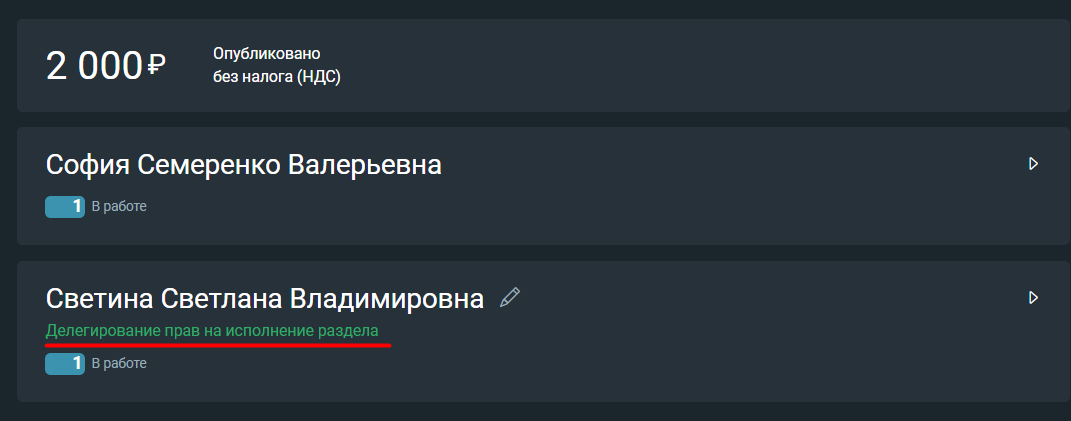 2 000 ₽
Опубликовано
без налога (НДС)
София Семеренко Валерьевна
1 В работе
Светина Светлана Владимировна
Делегирование прав на исполнение раздела
1 В работе